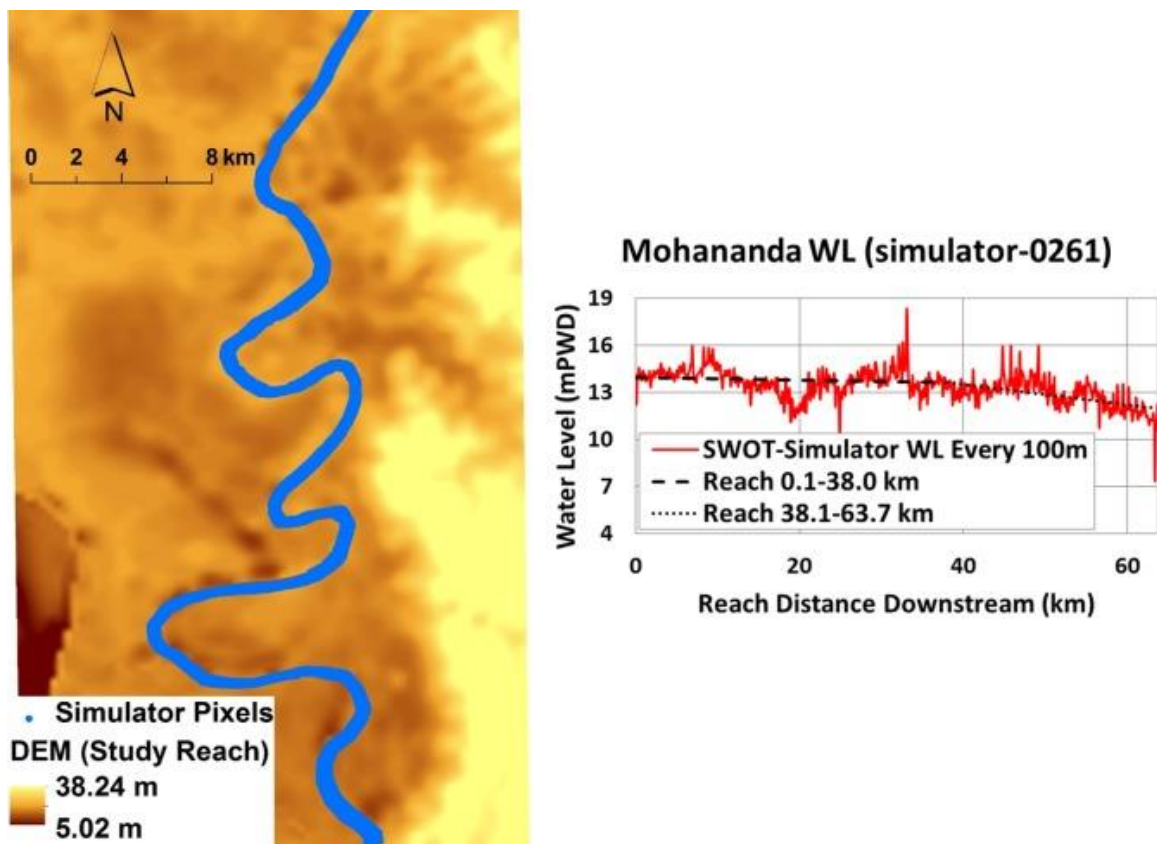 N
0 2 4 8 km
Simulator Pixels
DEM (Study Reach)
38.24 m
5.02 m
Mohananda WL (simulator-0261)
Water Level (mPWD)
19
16
13
10
7
4
SWOT-Simulator WL Every 100m
Reach 0.1-38.0 km
Reach 38.1-63.7 km
0 20 40 60
Reach Distance Downstream (km)